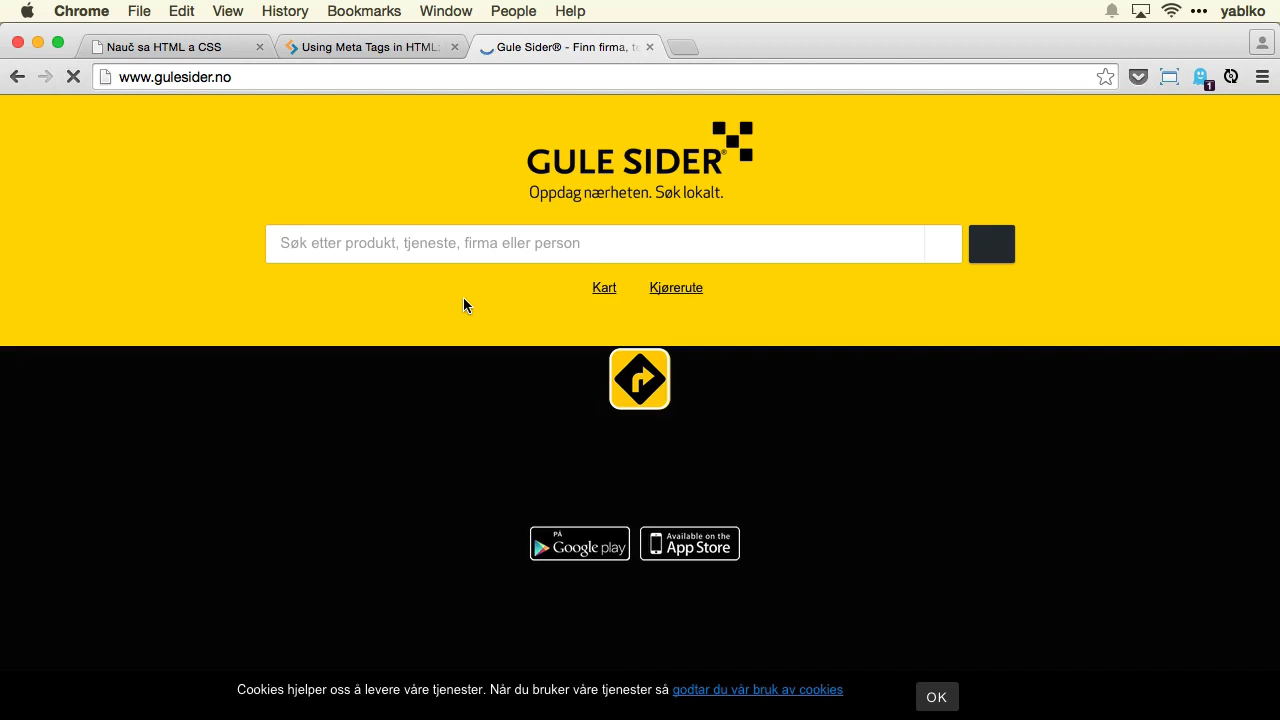 Chrome File Edit View History Bookmarks Window People Help yablko
Nauč sa HTML a CSS
Using Meta Tags in HTML:
Gule Sider® - Finn firma, t
www.gulesider.no
1
GULE SIDER®
Oppdag nærheten. Søk lokalt.
Søk etter produkt, tjeneste, firma eller person
Kart Kjørerute
PÅ
Google play
Available on the
App Store
Cookies hjelper oss å levere våre tjenester. Når du bruker våre tjenester så godtar du vår bruk av cookies
OK